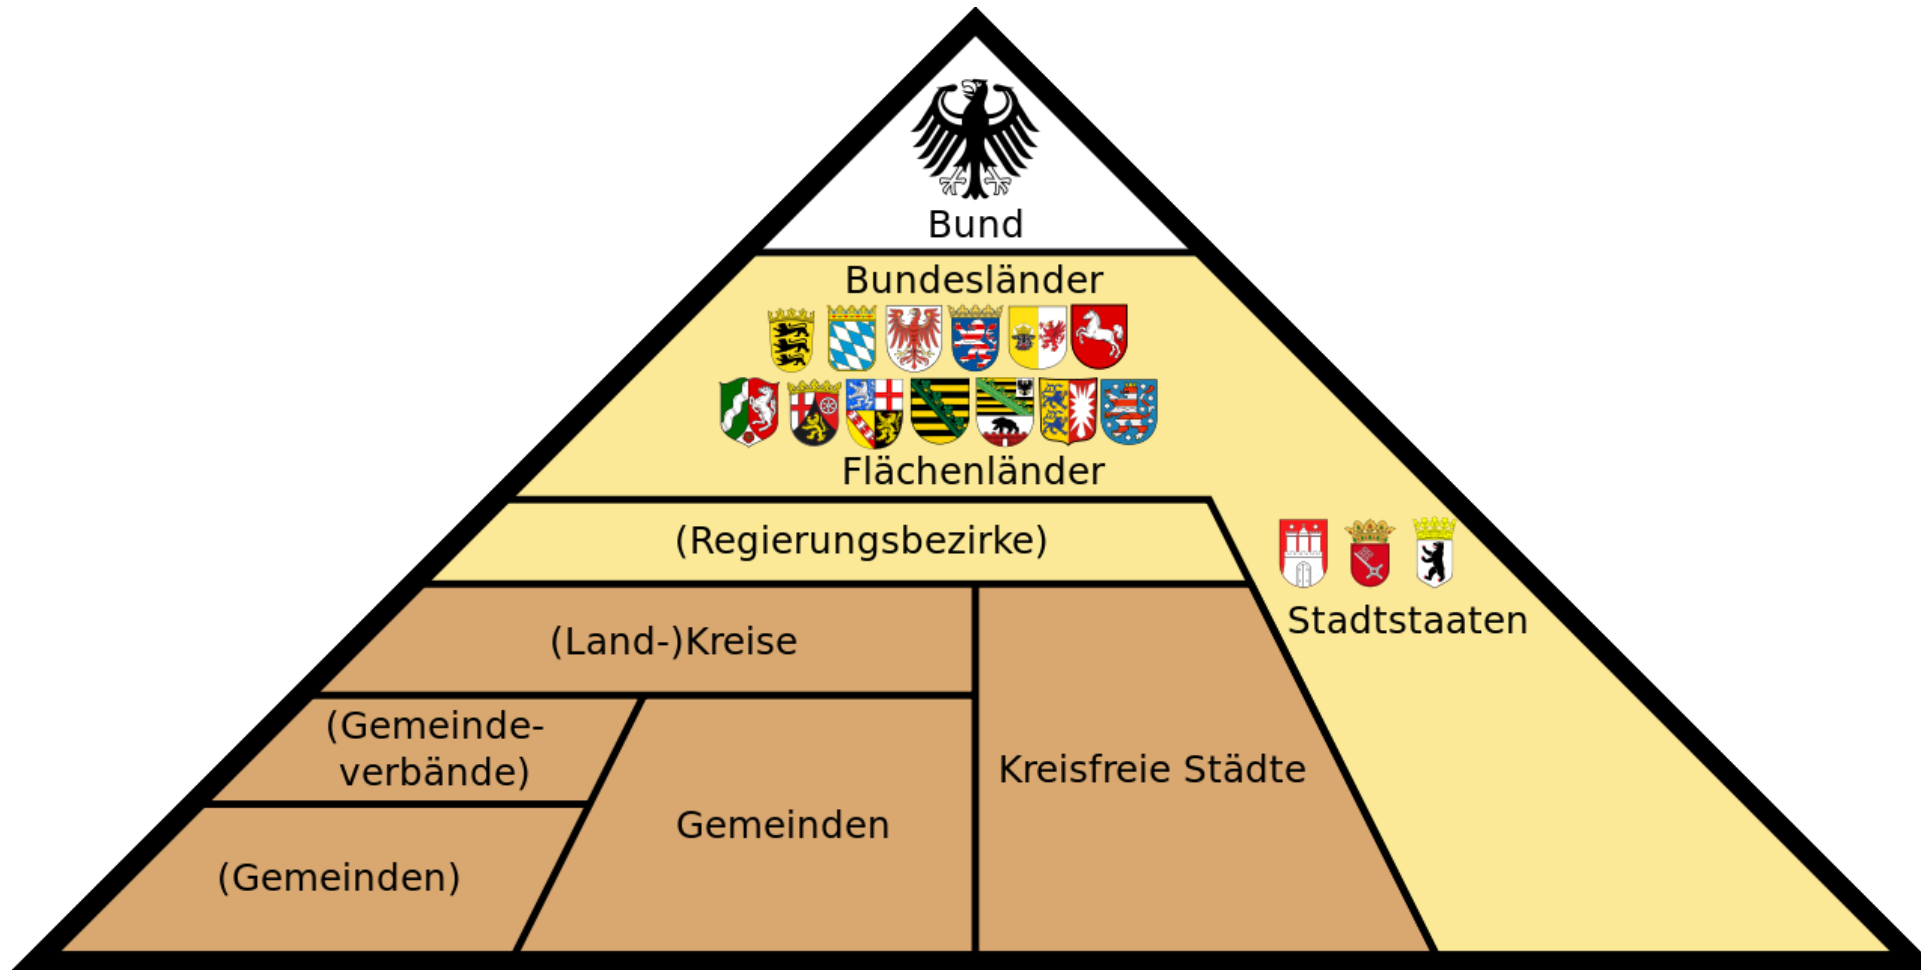 Bund
Bundesländer
Flächenländer
(Regierungsbezirke)
Stadtstaaten
(Land-)Kreise
(Gemeinde-
verbände)
Kreisfreie Städte
Gemeinden
(Gemeinden)